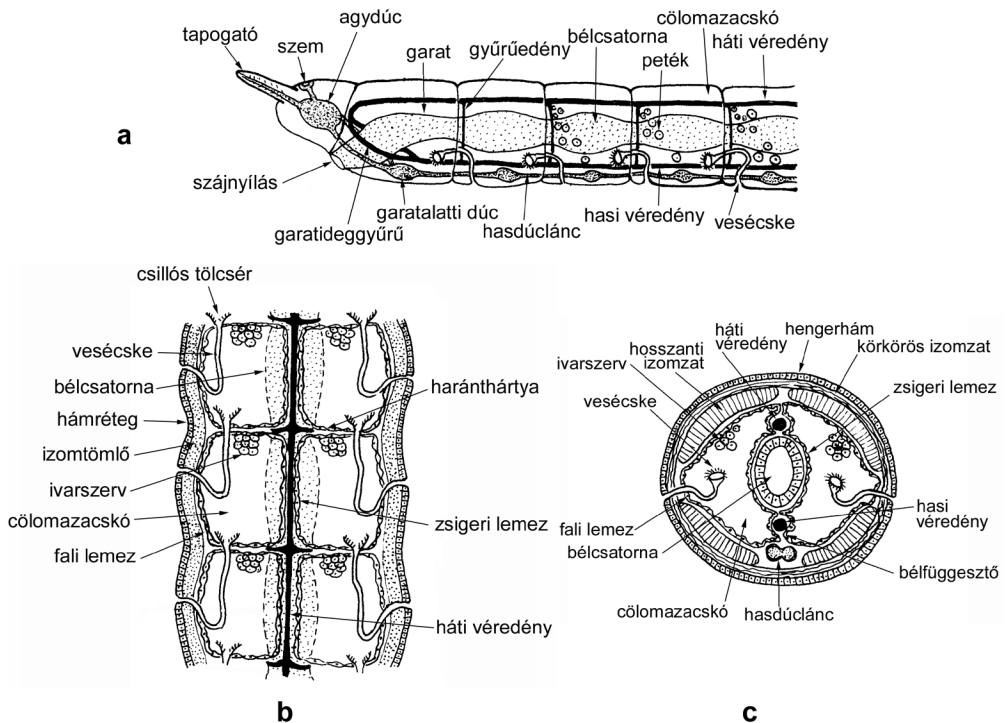 agydúc
cölomazacskó
tapogató
szem
bélcsatorna
háti véredény
garat
gyűrűedény
peték
a
szájnyílás
garatalatti dúc
hasi véredény
vesécske
garatideggyűrű
hasdúclánc
csillós tölcsér
vesécske
bélcsatorna
haránthártya
hámréteg
izomtömlő
ivarszerv
cölomazacskó
zsigeri lemez
fali lemez
háti véredény
b
háti
véredény
hengerhám
hosszanti
izomzat
körkörös izomzat
ivarszerv
zsigeri lemez
vesécske
fali lemez
hasi
véredény
bélcsatorna
bélfüggesztő
cölomazacskó
hasdúclánc
c